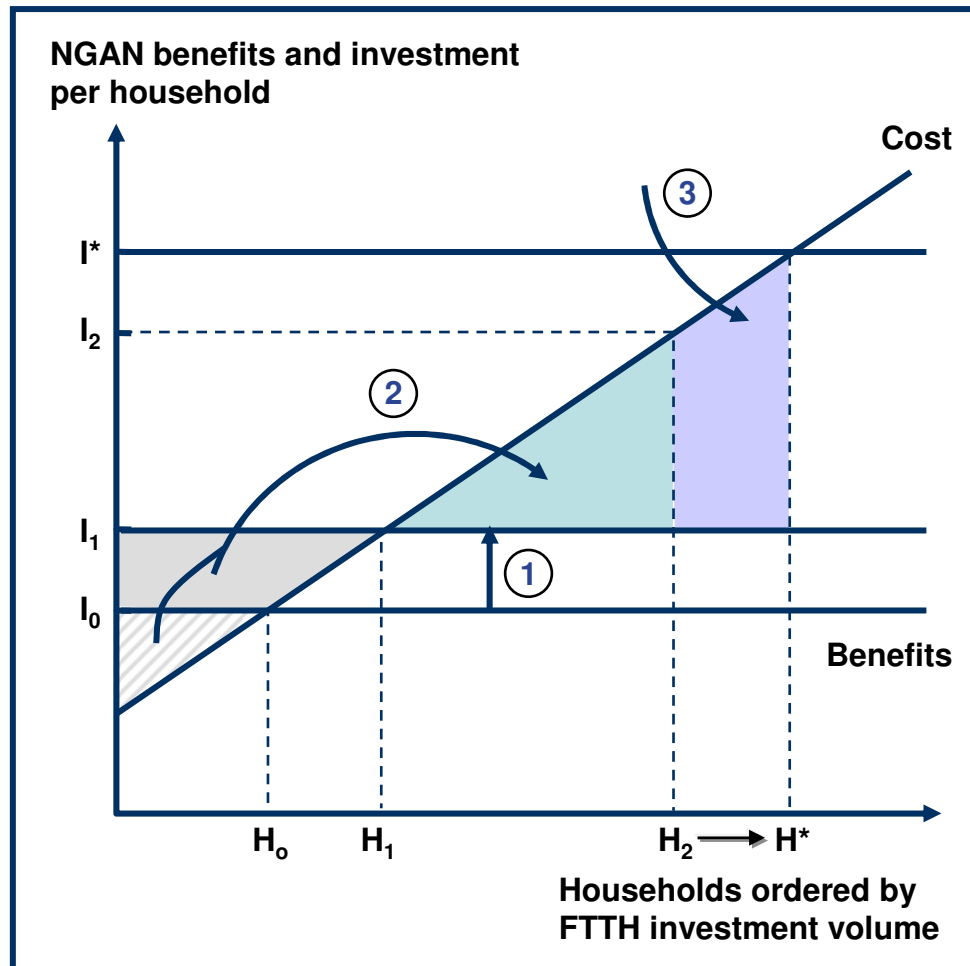 NGAN benefits and investment
per household
Cost
3
I*
I₂
2
I₁
1
I₀
Benefits
Hₒ H₁ H₂ H*
Households ordered by
FTTH investment volume